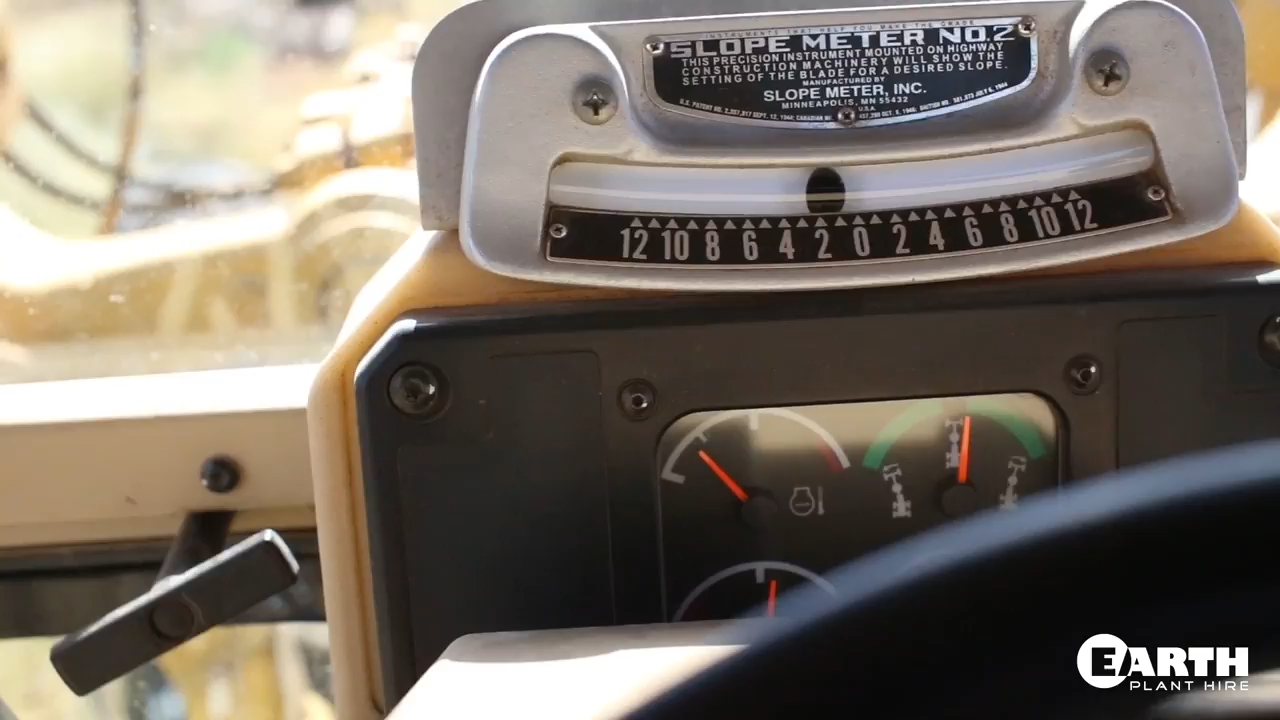 INSTRUMENTS THAT HELP YOU MAKE THE GRADE
SLOPE METER NO.2
THIS PRECISION INSTRUMENT MOUNTED ON HIGHWAY
CONSTRUCTION MACHINERY WILL SHOW THE
SETTING OF THE BLADE FOR A DESIRED SLOPE.
MANUFACTURED BY
SLOPE METER, INC.
MINNEAPOLIS, MN 55432
U.S.A.
12 10 8 6 4 2 0 2 4 6 8 10 12
EARTH
PLANT HIRE